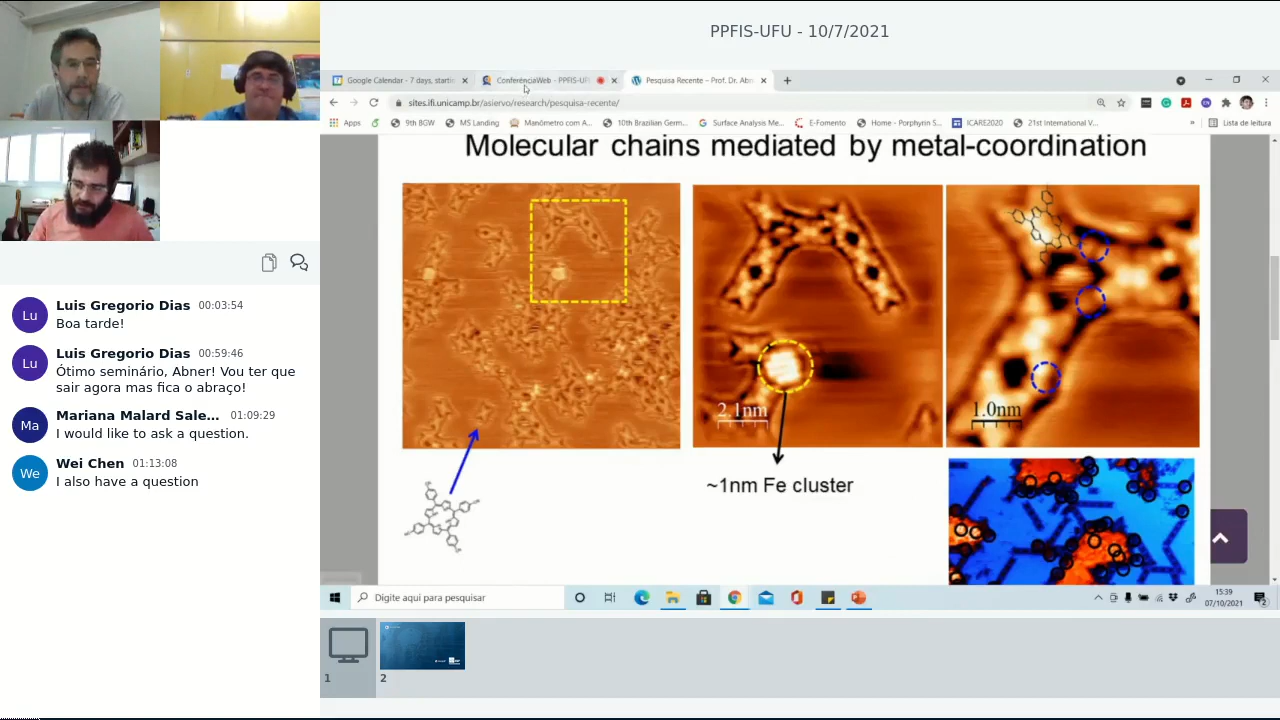 PPFIS-UFU - 10/7/2021
Google Calendar - 7 days, startin
ConferênciaWeb - PPFIS-UF
Pesquisa Recente – Prof. Dr. Abn
sites.ifi.unicamp.br/asiervo/research/pesquisa-recente/
Apps
9th BGW
MS Landing
Manômetro com A...
10th Brazilian Germ...
Surface Analysis Me...
E-Fomento
Home - Porphyrin S...
ICARE2020
21st International V...
Lista de leitura
Molecular chains mediated by metal-coordination
2.1nm
1.0nm
~1nm Fe cluster
Lu
Luis Gregorio Dias 00:03:54
Boa tarde!
Lu
Luis Gregorio Dias 00:59:46
Ótimo seminário, Abner! Vou ter que
sair agora mas fica o abraço!
Ma
Mariana Malard Sale... 01:09:29
I would like to ask a question.
We
Wei Chen 01:13:08
I also have a question
Digite aqui para pesquisar
15:39
07/10/2021
2
1
2